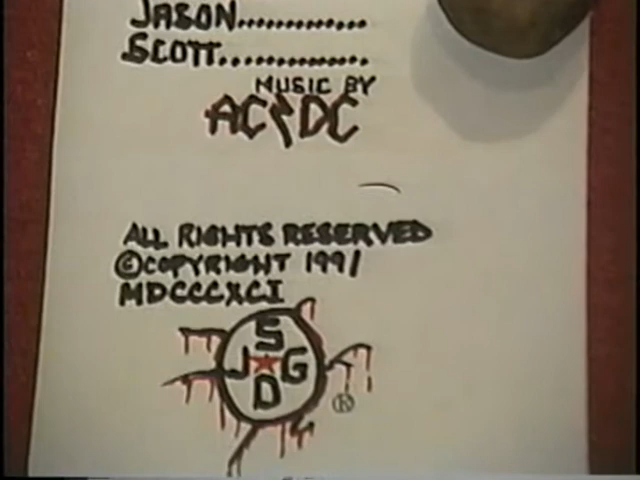 JASON............
SCOTT..............
MUSIC BY
AC⚡DC
ALL RIGHTS RESERVED
©COPYRIGHT 1991
MDCCCXCI
S
J★G
D
®